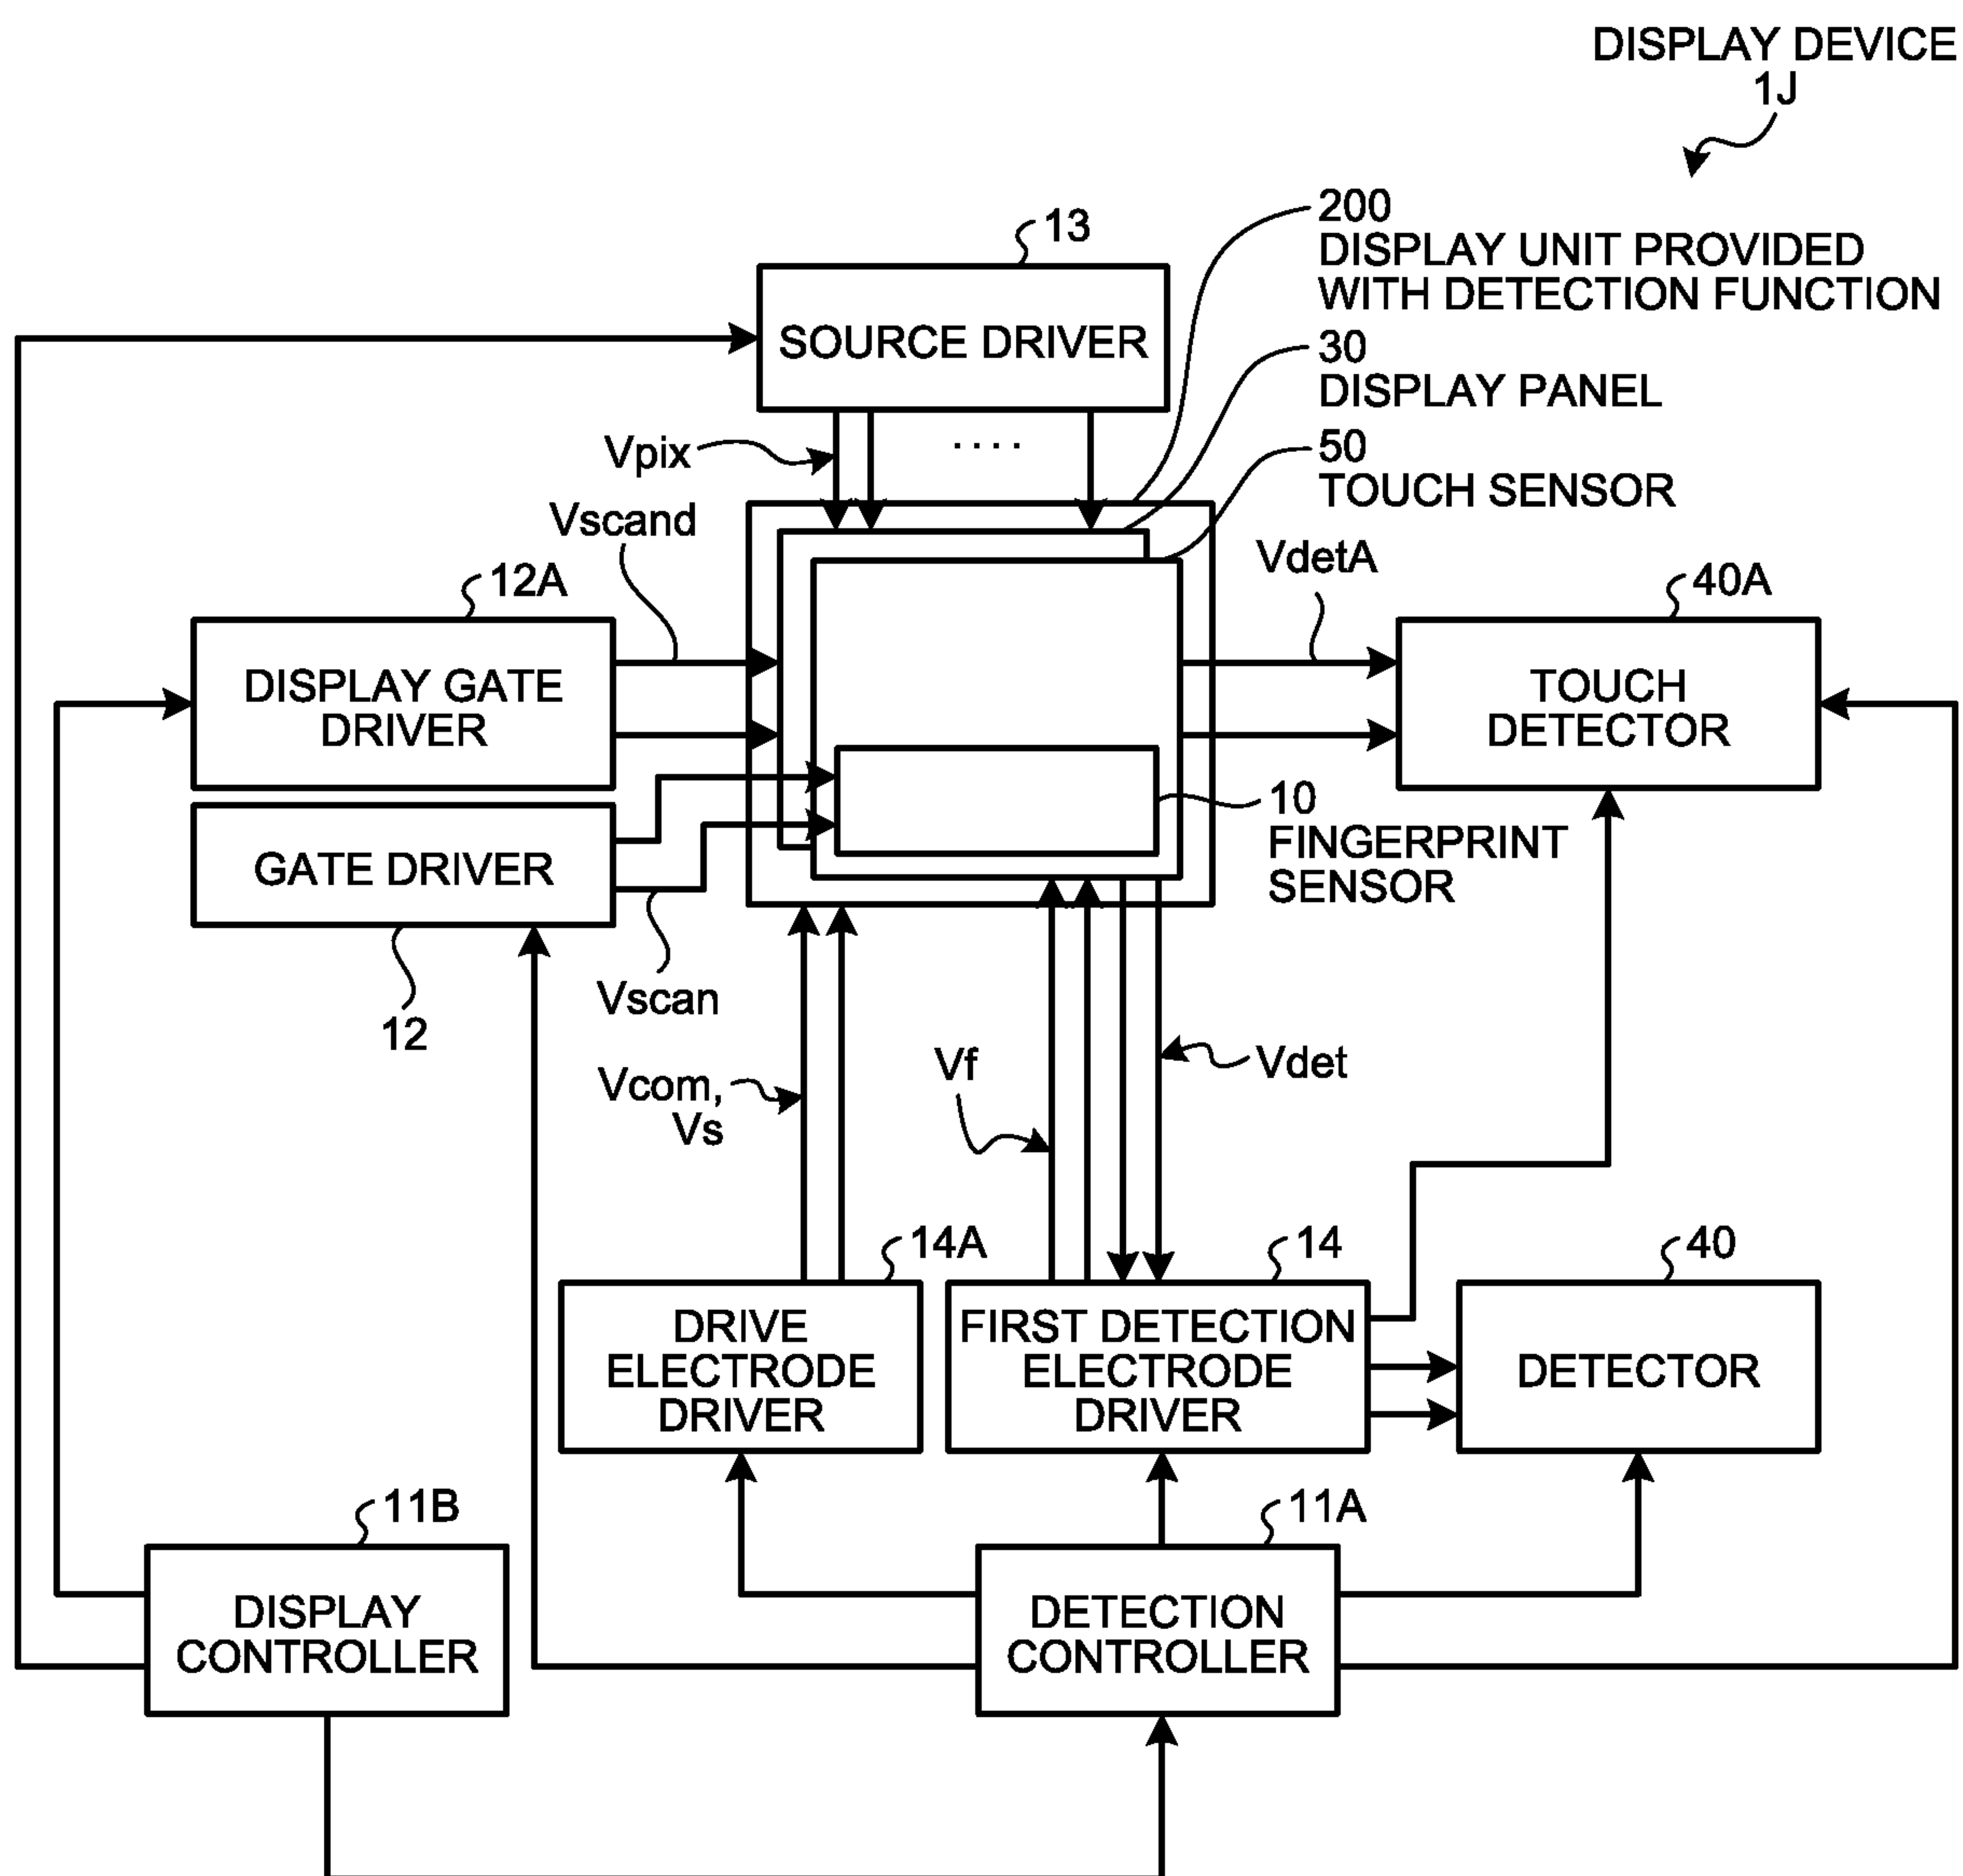 DISPLAY DEVICE
1J
200
DISPLAY UNIT PROVIDED
WITH DETECTION FUNCTION
13
SOURCE DRIVER
30
DISPLAY PANEL
50
TOUCH SENSOR
Vpix
....
Vscand
VdetA
12A
40A
DISPLAY GATE
DRIVER
TOUCH
DETECTOR
10
FINGERPRINT
SENSOR
GATE DRIVER
12
Vscan
Vcom,
Vs
Vf
Vdet
14A
14
40
DRIVE
ELECTRODE
DRIVER
FIRST DETECTION
ELECTRODE
DRIVER
DETECTOR
11B
11A
DISPLAY
CONTROLLER
DETECTION
CONTROLLER